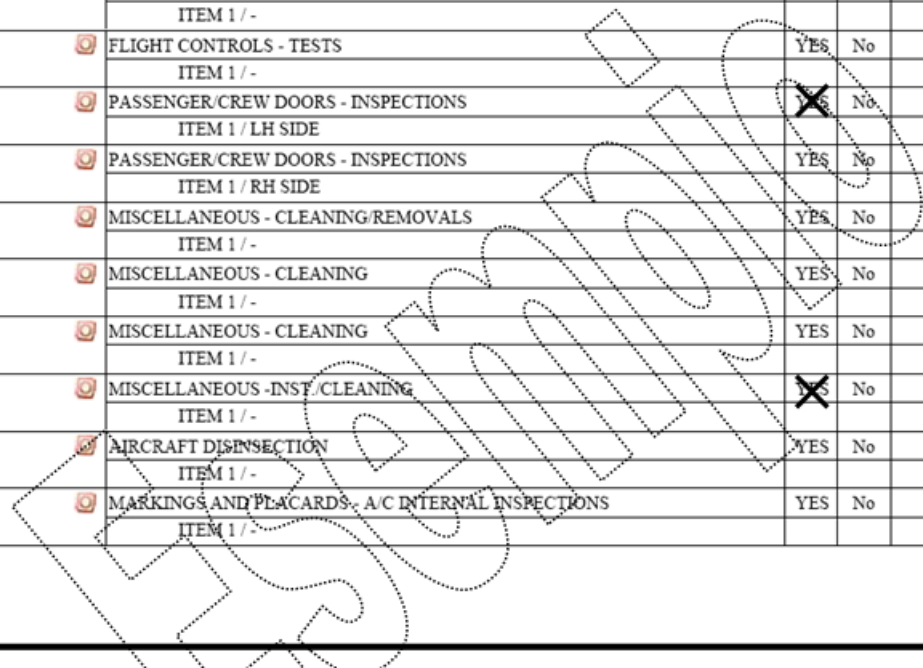 ITEM 1 / -
FLIGHT CONTROLS - TESTS YES No
ITEM 1 / -
PASSENGER/CREW DOORS - INSPECTIONS YES No
ITEM 1 / LH SIDE
PASSENGER/CREW DOORS - INSPECTIONS YES No
ITEM 1 / RH SIDE
MISCELLANEOUS - CLEANING/REMOVALS YES No
ITEM 1 / -
MISCELLANEOUS - CLEANING YES No
ITEM 1 / -
MISCELLANEOUS - CLEANING YES No
ITEM 1 / -
MISCELLANEOUS -INST./CLEANING YES No
ITEM 1 / -
AIRCRAFT DISINSECTION YES No
ITEM 1 / -
MARKINGS AND PLACARDS - A/C INTERNAL INSPECTIONS YES No
ITEM 1 / -
Esempio